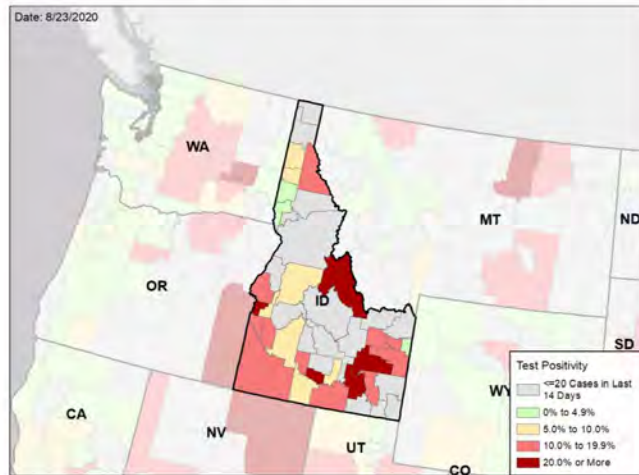 Date: 8/23/2020
WA
MT
ND
OR
ID
SD
WY
CA
NV
UT
CO
Test Positivity
<=20 Cases in Last
14 Days
0% to 4.9%
5.0% to 10.0%
10.0% to 19.9%
20.0% or More